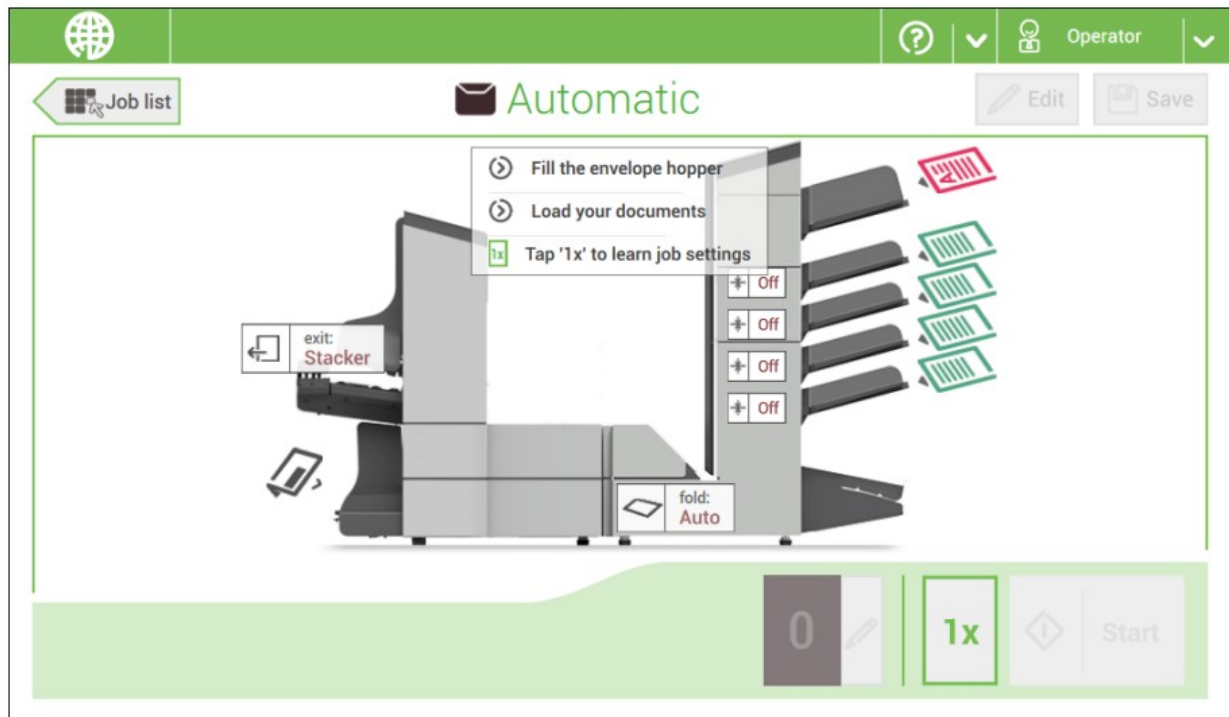 Operator
Job list
Automatic
Edit
Save
Fill the envelope hopper
Load your documents
1x Tap '1x' to learn job settings
Off
Off
Off
Off
exit:
Stacker
fold:
Auto
0
1x
Start